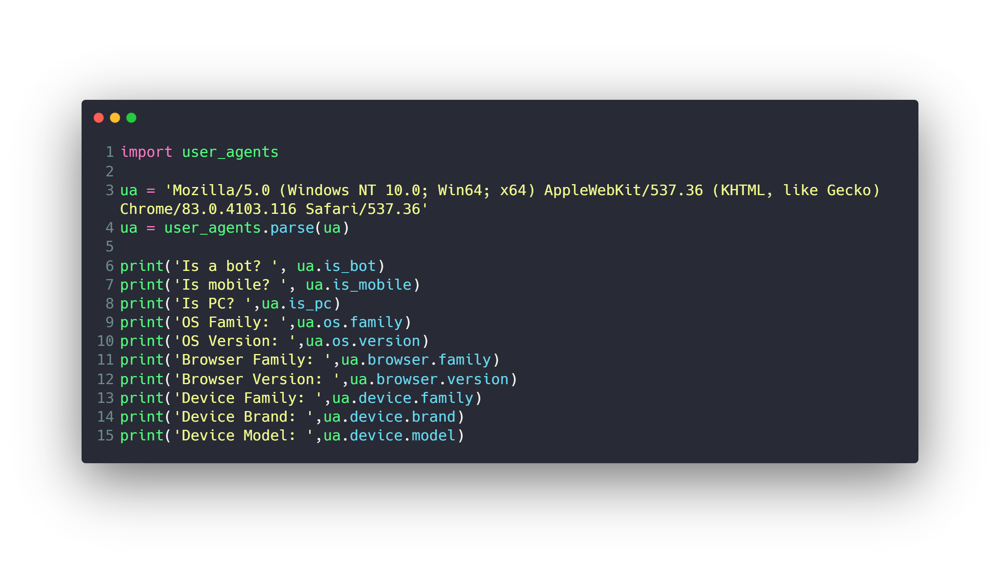 1 import user_agents
2
3 ua = 'Mozilla/5.0 (Windows NT 10.0; Win64; x64) AppleWebKit/537.36 (KHTML, like Gecko)
Chrome/83.0.4103.116 Safari/537.36'
4 ua = user_agents.parse(ua)
5
6 print('Is a bot? ', ua.is_bot)
7 print('Is mobile? ', ua.is_mobile)
8 print('Is PC? ',ua.is_pc)
9 print('OS Family: ',ua.os.family)
10 print('OS Version: ',ua.os.version)
11 print('Browser Family: ',ua.browser.family)
12 print('Browser Version: ',ua.browser.version)
13 print('Device Family: ',ua.device.family)
14 print('Device Brand: ',ua.device.brand)
15 print('Device Model: ',ua.device.model)